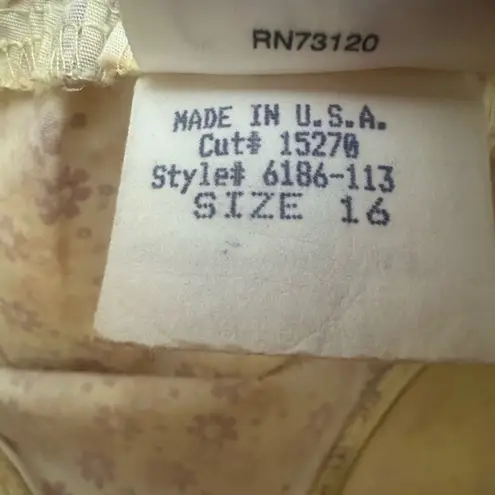 RN73120
MADE IN U.S.A.
Cut# 15270
Style# 6186-113
SIZE 16